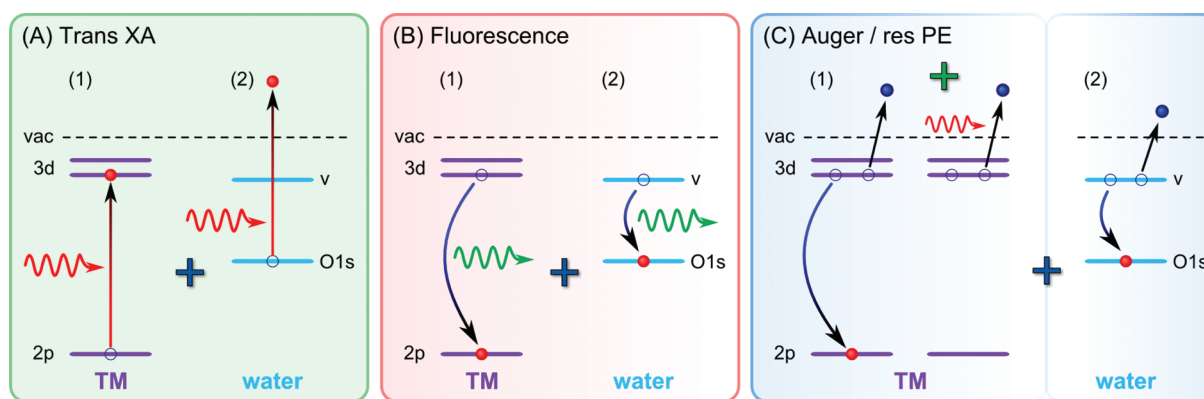 (A) Trans XA
(1)
(2)
vac
3d
v
O1s
2p
TM
water
(B) Fluorescence
(1)
(2)
vac
3d
v
O1s
2p
TM
water
(C) Auger / res PE
(1)
(2)
vac
3d
v
O1s
2p
TM
water